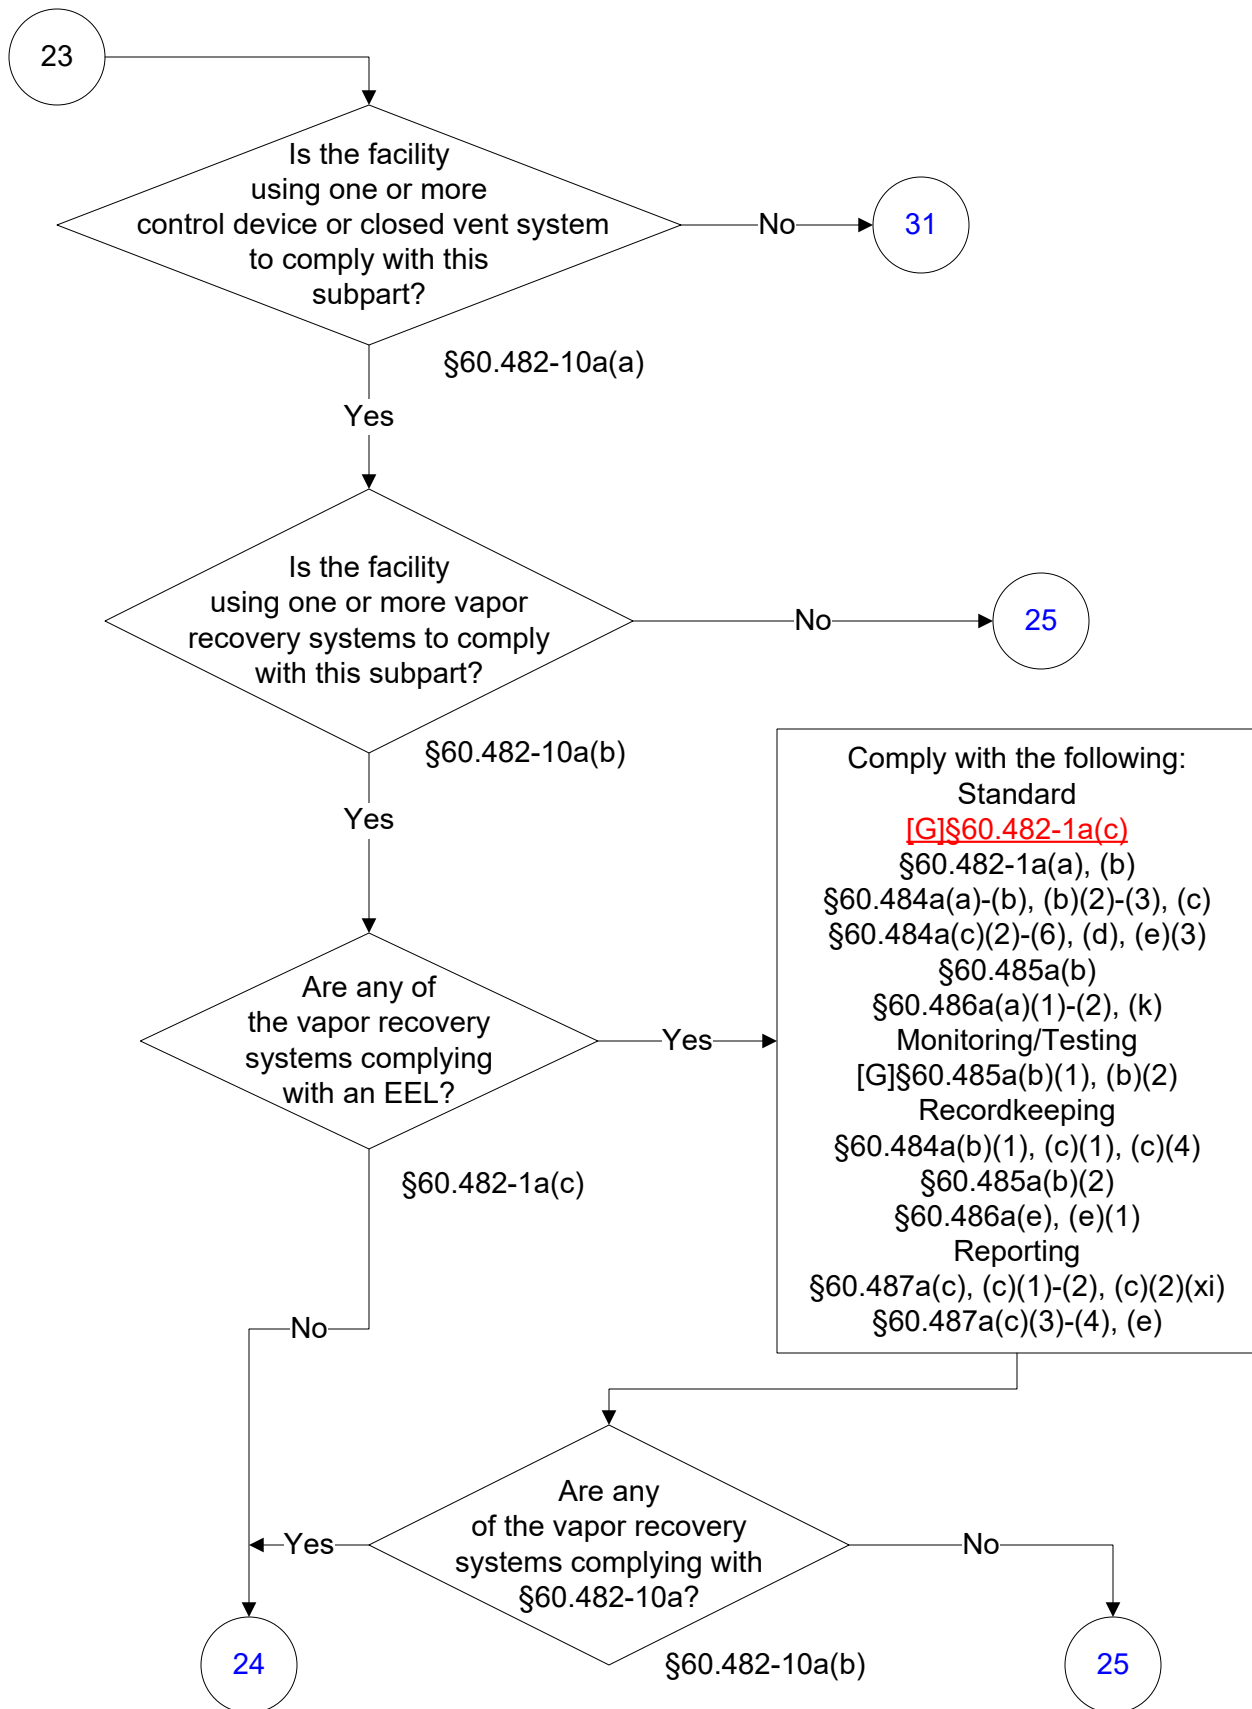 23
Is the facility
using one or more
control device or closed vent system
to comply with this
subpart?
No
31
§60.482-10a(a)
Yes
Is the facility
using one or more vapor
recovery systems to comply
with this subpart?
No
25
§60.482-10a(b)
Yes
Comply with the following:
Standard
[G]§60.482-1a(c)
§60.482-1a(a), (b)
§60.484a(a)-(b), (b)(2)-(3), (c)
§60.484a(c)(2)-(6), (d), (e)(3)
§60.485a(b)
§60.486a(a)(1)-(2), (k)
Monitoring/Testing
[G]§60.485a(b)(1), (b)(2)
Recordkeeping
§60.484a(b)(1), (c)(1), (c)(4)
§60.485a(b)(2)
§60.486a(e), (e)(1)
Reporting
§60.487a(c), (c)(1)-(2), (c)(2)(xi)
§60.487a(c)(3)-(4), (e)
Are any of
the vapor recovery
systems complying
with an EEL?
Yes
§60.482-1a(c)
No
Are any
of the vapor recovery
systems complying with
§60.482-10a?
Yes
No
§60.482-10a(b)
24
25